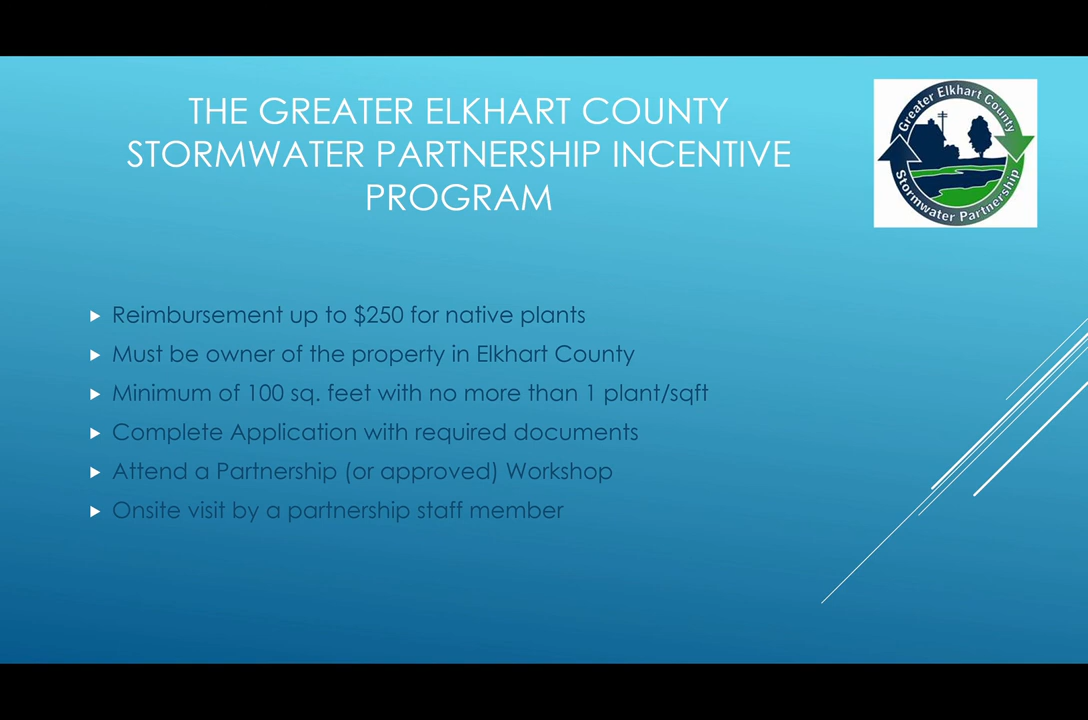 THE GREATER ELKHART COUNTY
STORMWATER PARTNERSHIP INCENTIVE
PROGRAM
Greater Elkhart County
Stormwater Partnership
Reimbursement up to $250 for native plants
Must be owner of the property in Elkhart County
Minimum of 100 sq. feet with no more than 1 plant/sqft
Complete Application with required documents
Attend a Partnership (or approved) Workshop
Onsite visit by a partnership staff member